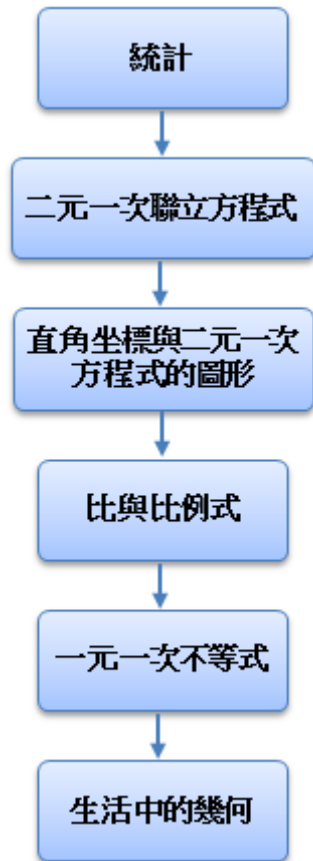 統計
二元一次聯立方程式
直角坐標與二元一次
方程式的圖形
比與比例式
一元一次不等式
生活中的幾何